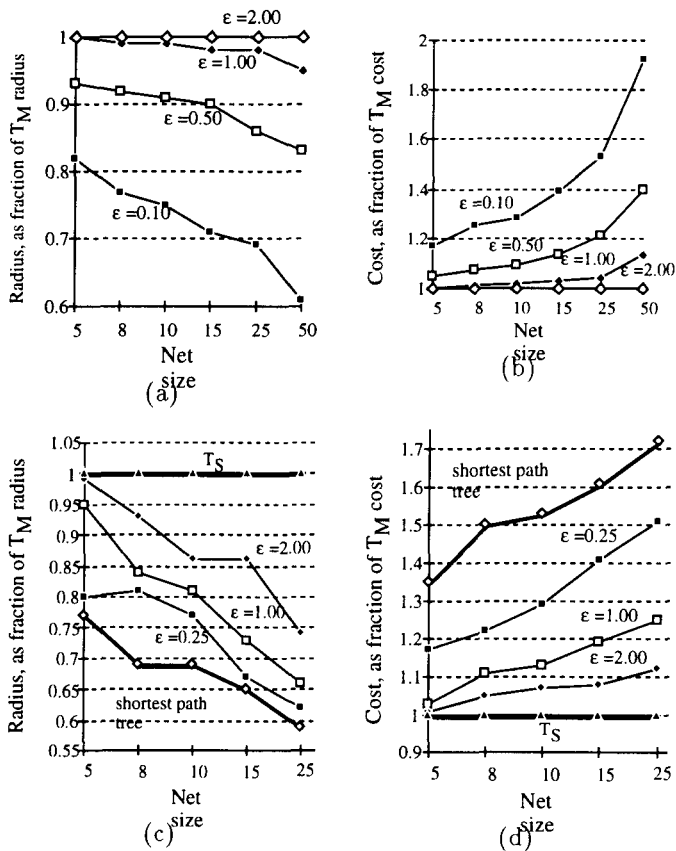 ε =2.00
1
ε =1.00
0.9
ε =0.50
0.8
ε =0.10
0.7
0.6
5 8 10 15 25 50
Radius, as fraction of TM radius
Net
size
(a)
2
1.8
1.6
1.4
ε =0.10
1.2
ε =0.50
ε =1.00
ε =2.00
1
5 8 10 15 25 50
Cost, as fraction of TM cost
Net
size
(b)
1.05
TS
1
0.95
0.9
ε =2.00
0.85
0.8
ε =1.00
0.75
ε =0.25
0.7
0.65
shortest path
tree
0.6
0.55
5 8 10 15 25
Radius, as fraction of TM radius
Net
size
(c)
1.7
shortest path
tree
1.6
1.5
ε =0.25
1.4
1.3
ε =1.00
1.2
ε =2.00
1.1
1
TS
0.9
5 8 10 15 25
Cost, as fraction of TM cost
Net
size
(d)